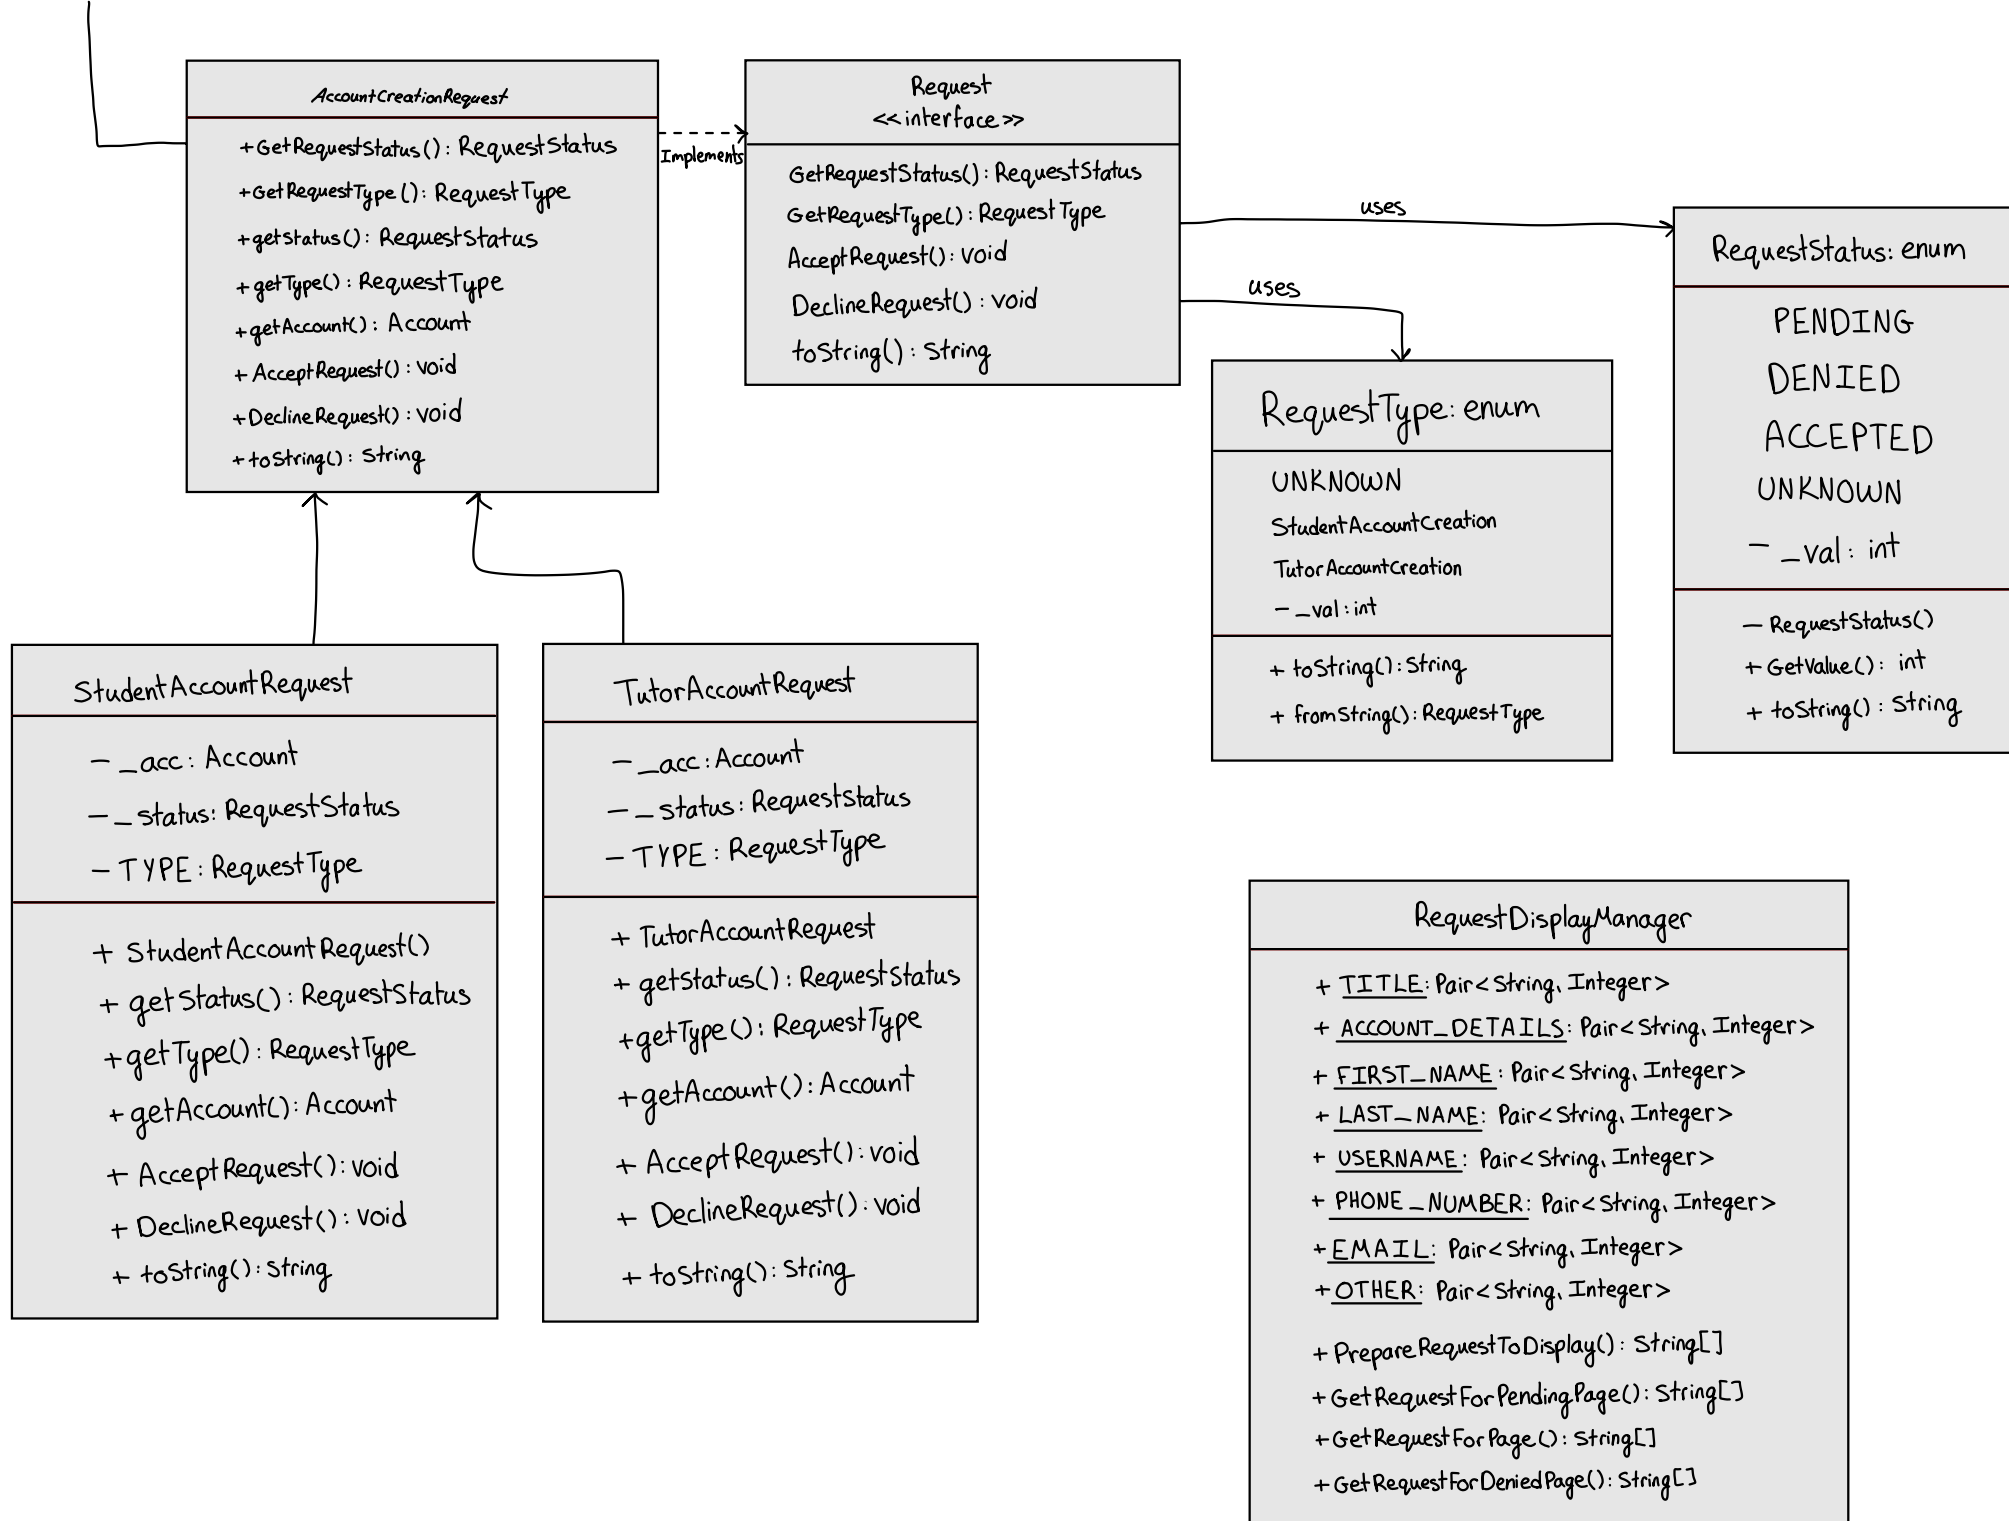 AccountCreationRequest
+GetRequestStatus(): RequestStatus
+GetRequestType(): RequestType
+getstatus(): RequestStatus
+getType(): RequestType
+getAccount(): Account
+AcceptRequest(): void
+DeclineRequest(): void
+toString(): String
Implements
Request
<<interface>>
GetRequestStatus(): RequestStatus
GetRequestType(): RequestType
AcceptRequest(): void
DeclineRequest(): void
toString(): String
uses
uses
RequestStatus: enum
PENDING
DENIED
ACCEPTED
UNKNOWN
- _val: int
- RequestStatus()
+ GetValue(): int
+ toString(): String
RequestType: enum
UNKNOWN
StudentAccountCreation
TutorAccountCreation
- _val: int
+ toString(): String
+ fromString(): RequestType
StudentAccountRequest
- _acc: Account
- _status: RequestStatus
- TYPE: RequestType
+ StudentAccountRequest()
+ getStatus(): RequestStatus
+ getType(): RequestType
+ getAccount(): Account
+ AcceptRequest(): void
+ DeclineRequest(): void
+ toString(): String
TutorAccountRequest
- _acc: Account
- _status: RequestStatus
- TYPE: RequestType
+ TutorAccountRequest
+ getStatus(): RequestStatus
+getType(): RequestType
+getAccount(): Account
+ AcceptRequest(): void
+ DeclineRequest(): void
+ toString(): String
RequestDisplayManager
+ TITLE: Pair<String, Integer>
+ ACCOUNT_DETAILS: Pair<String, Integer>
+ FIRST_NAME: Pair<String, Integer>
+ LAST_NAME: Pair<String, Integer>
+ USERNAME: Pair<String, Integer>
+ PHONE_NUMBER: Pair<String, Integer>
+ EMAIL: Pair<String, Integer>
+ OTHER: Pair<String, Integer>
+ PrepareRequestToDisplay(): String[]
+ GetRequestForPendingPage(): String[]
+ GetRequestForPage(): String[]
+ GetRequestForDeniedPage(): String[]